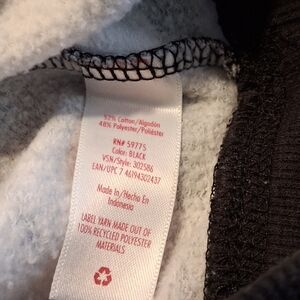 52% Cotton/Algodón
48% Polyester/Poliéster
RN# 59775
Color: BLACK
VSN/Style: 302586
EAN/UPC 7 46194302437
Made in/Hecho En
Indonesia
LABEL YARN MADE OUT OF
100% RECYCLED POLYESTER
MATERIALS